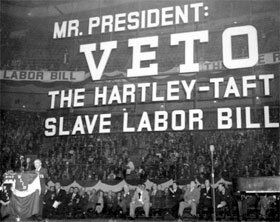 MR. PRESIDENT:
VETO
THE HARTLEY-TAFT
SLAVE LABOR BILL
LABOR BILL